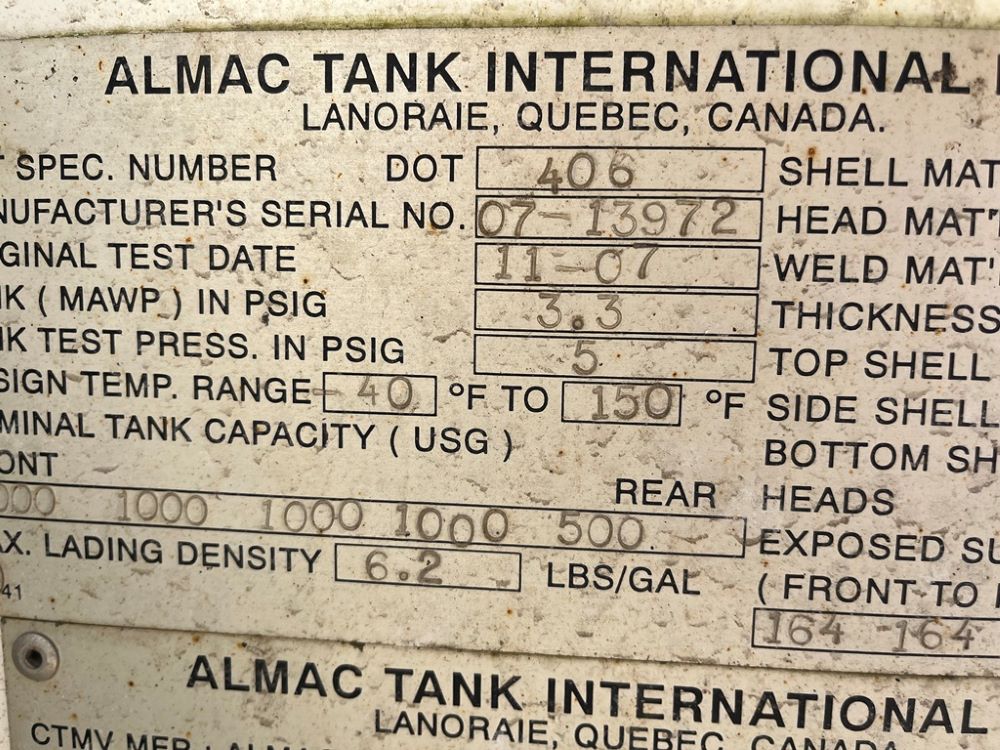 ALMAC TANK INTERNATIONAL
LANORAIE, QUEBEC, CANADA.
SPEC. NUMBER DOT 406 SHELL MAT
NUFACTURER'S SERIAL NO. 07-13972 HEAD MAT'
GINAL TEST DATE 11-07 WELD MAT'
K ( MAWP ) IN PSIG 3.3 THICKNESS
K TEST PRESS. IN PSIG 5 TOP SHELL
SIGN TEMP. RANGE -40 °F TO 150 °F SIDE SHELL
MINAL TANK CAPACITY ( USG ) BOTTOM SH
ONT REAR HEADS
000 1000 1000 1000 500 EXPOSED SU
X. LADING DENSITY 6.2 LBS/GAL ( FRONT TO
41 164 -164
ALMAC TANK INTERNATIONAL
LANORAIE, QUEBEC, CANADA
CTMV MFR.: ALMAC